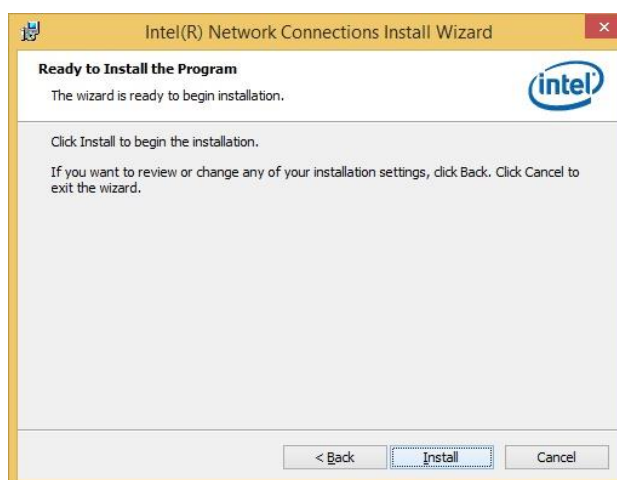 Intel(R) Network Connections Install Wizard
Ready to Install the Program
The wizard is ready to begin installation.
intel
Click Install to begin the installation.
If you want to review or change any of your installation settings, click Back. Click Cancel to
exit the wizard.
< Back
Install
Cancel